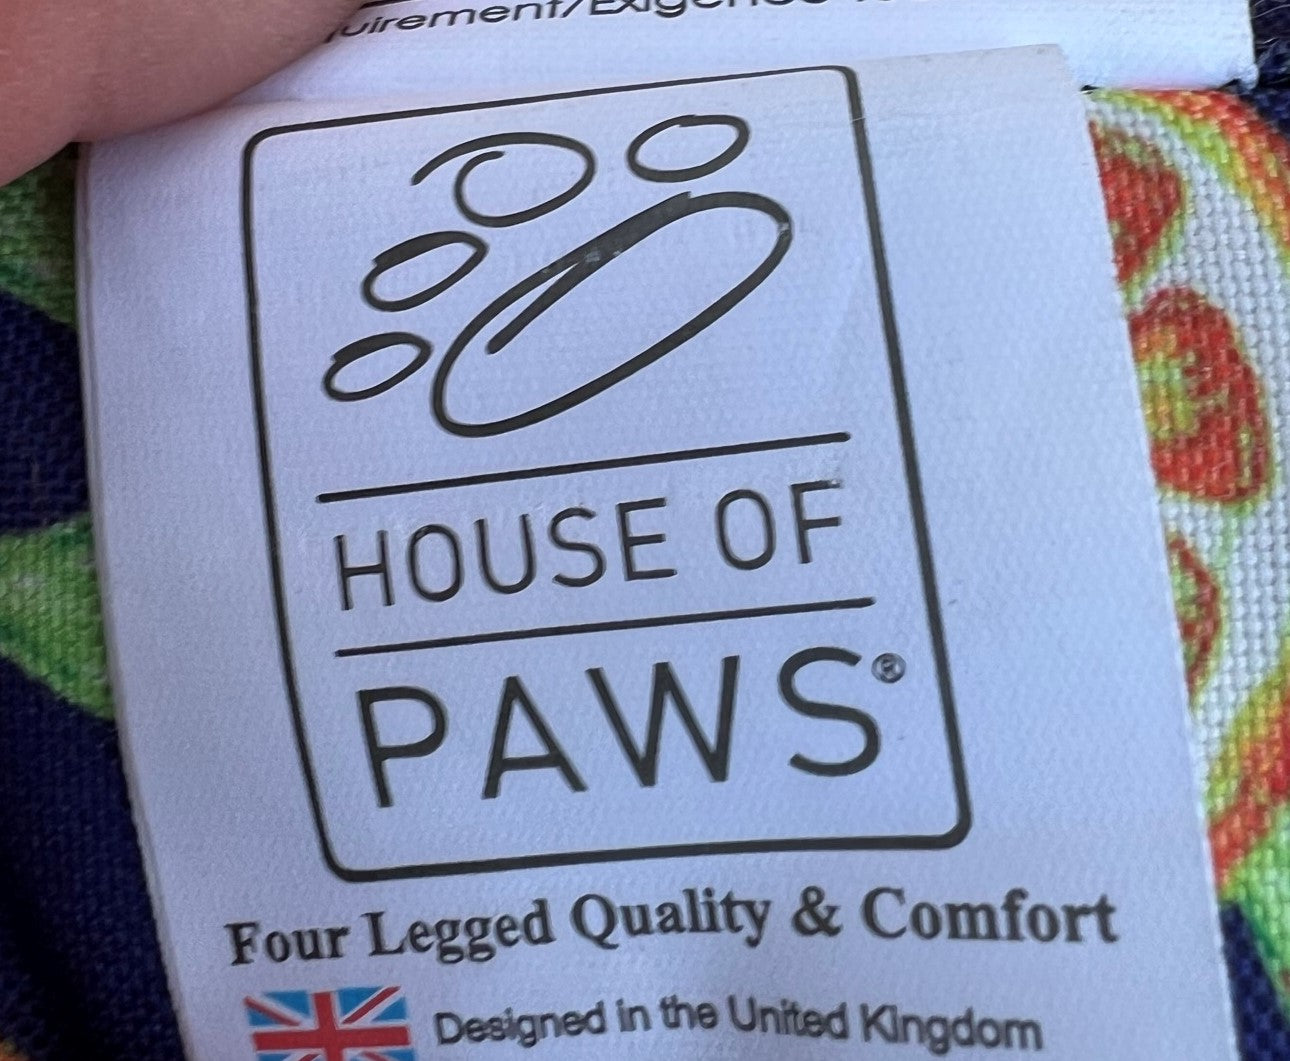 HOUSE OF
PAWS®
Four Legged Quality & Comfort
Designed in the United Kingdom